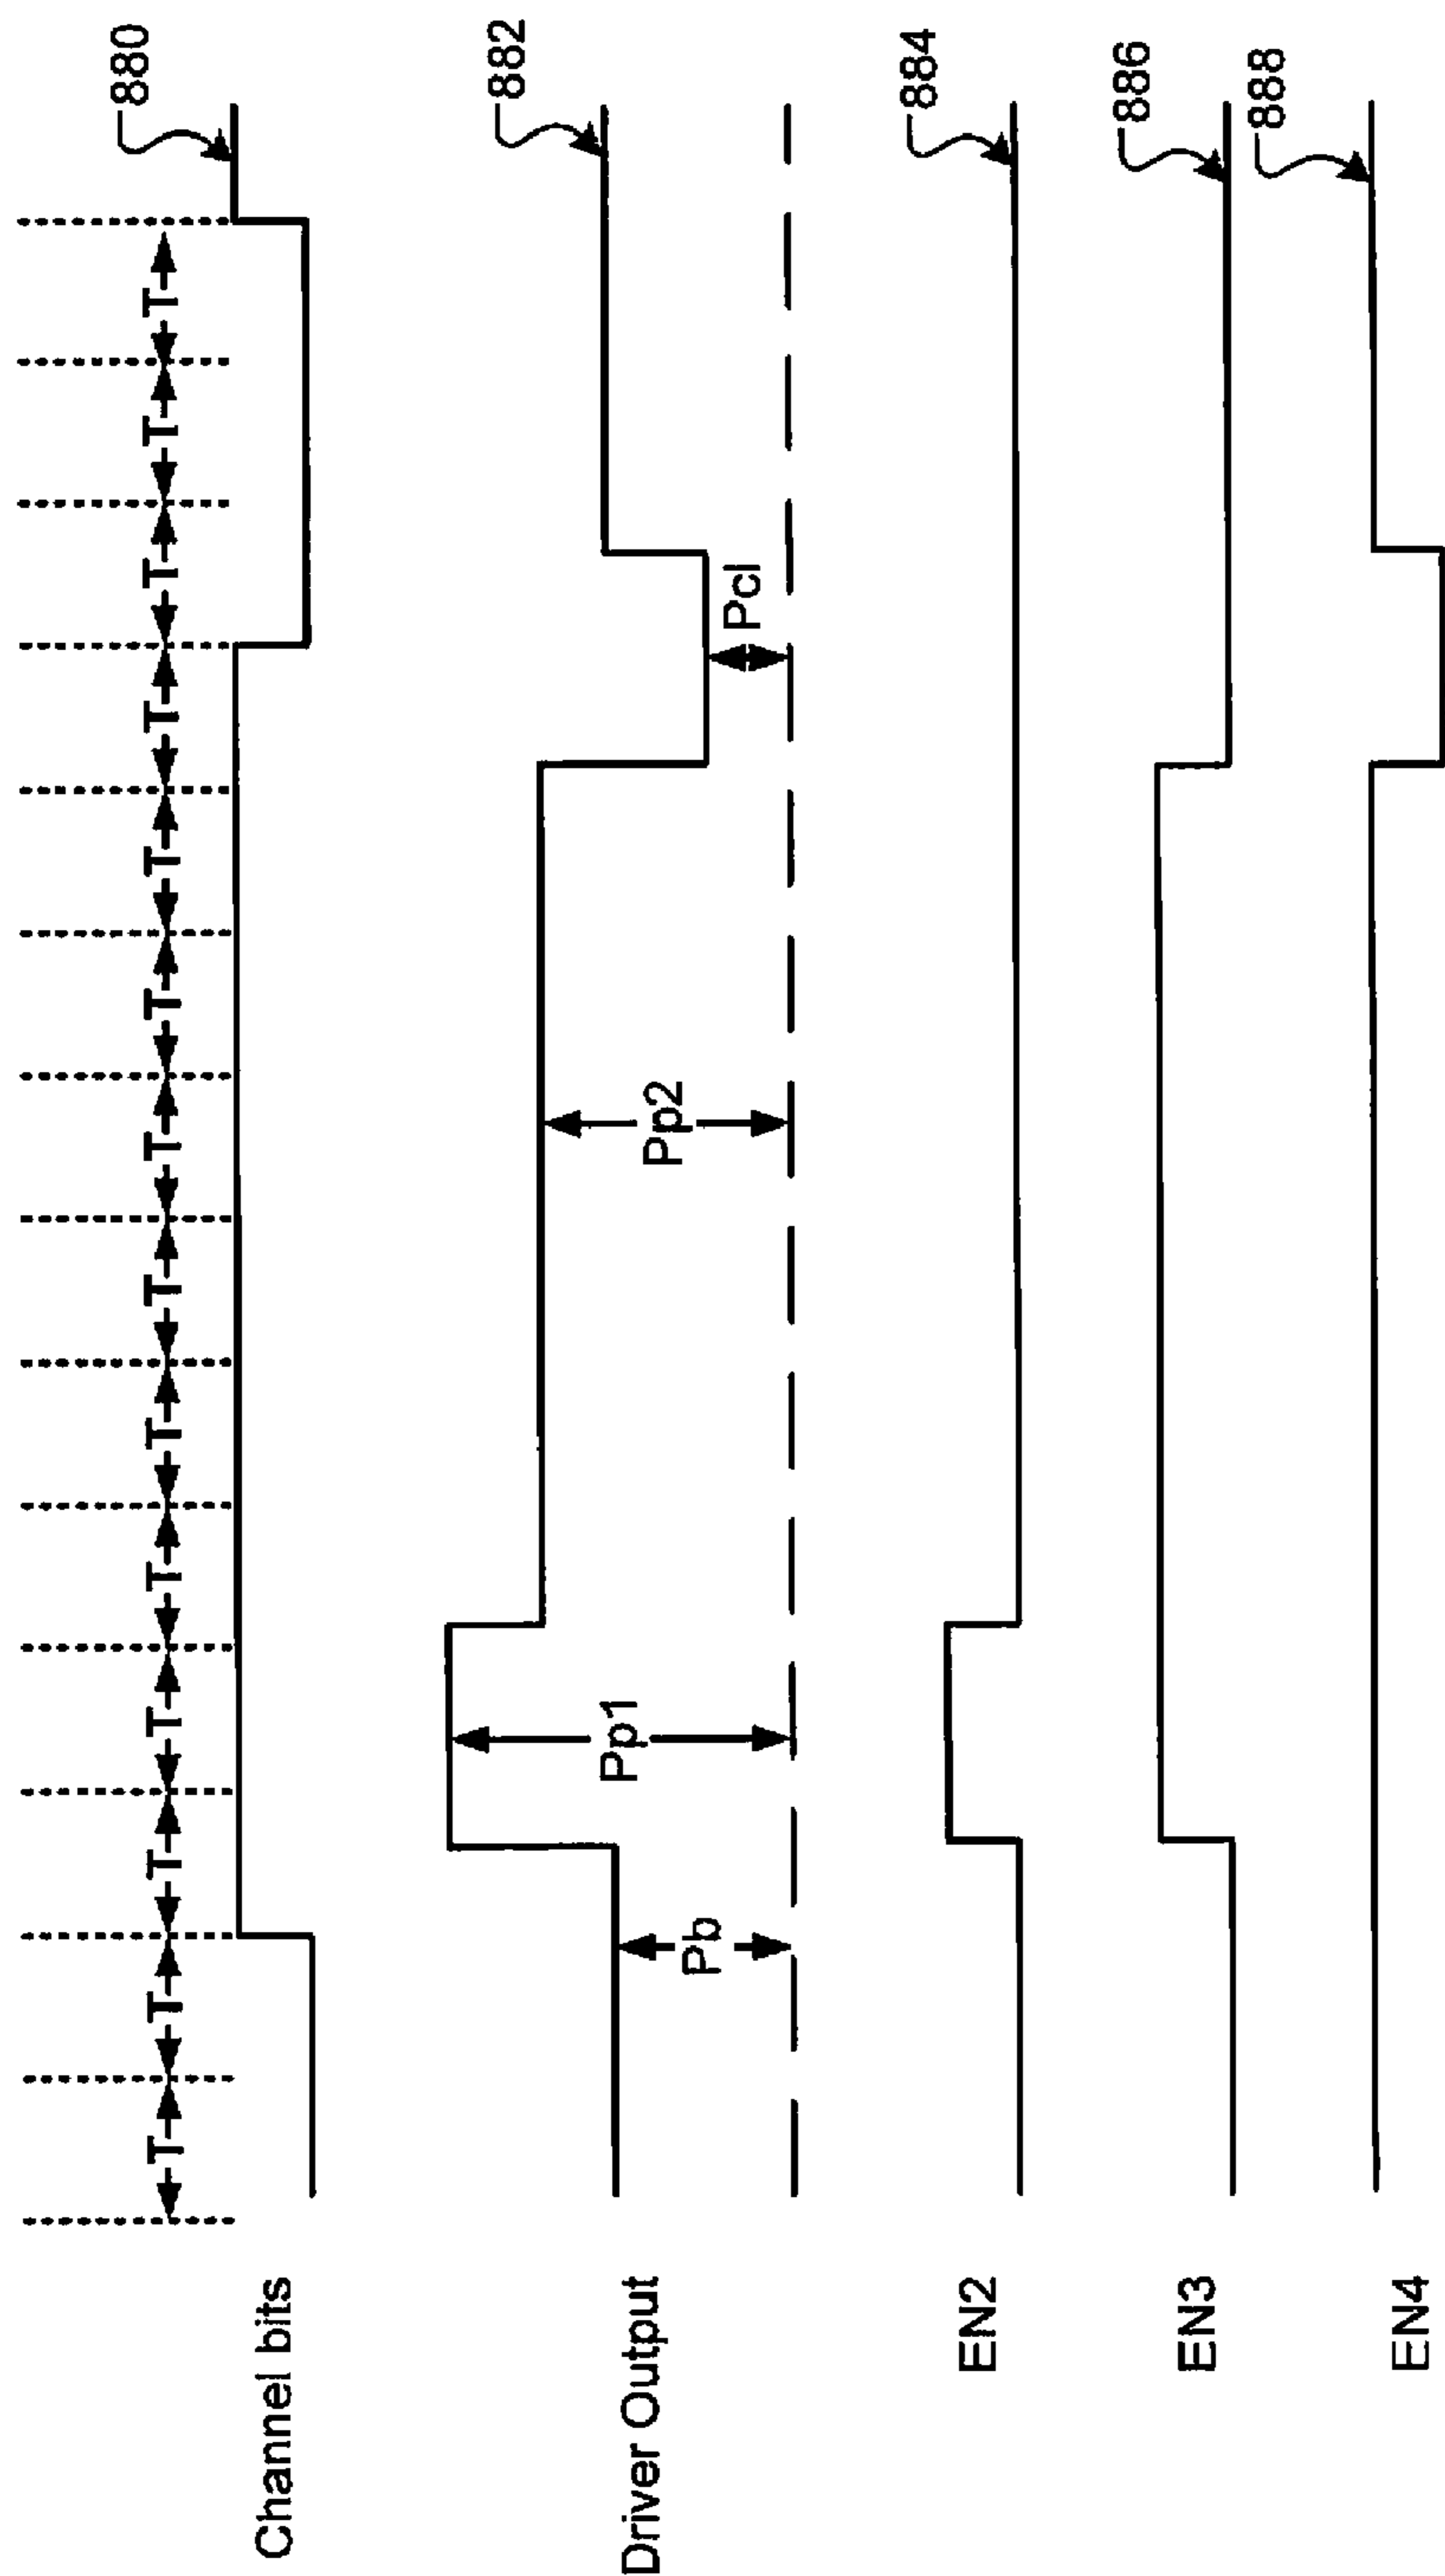 T T T T T T T T T T T T T T
Channel bits
880
Driver Output
Pb
Pp1
Pp2
Pcl
882
EN2
884
EN3
886
EN4
888